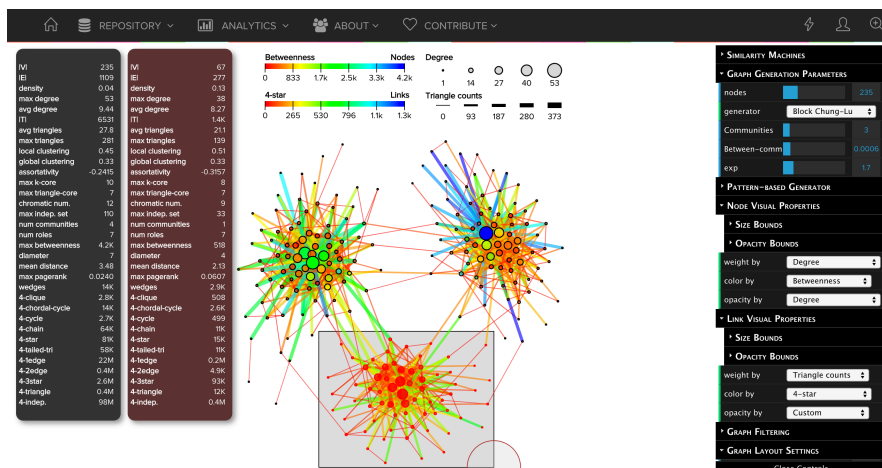 REPOSITORY ANALYTICS ABOUT CONTRIBUTE
|V| 235
|E| 1109
density 0.04
max degree 53
avg degree 9.44
|T| 6531
avg triangles 27.8
max triangles 281
local clustering 0.45
global clustering 0.33
assortativity -0.2415
max k-core 10
max triangle-core 7
chromatic num. 12
max indep. set 110
num communities 4
num roles 7
max betweenness 4.2K
diameter 7
mean distance 3.48
max pagerank 0.0240
wedges 14K
4-clique 2.8K
4-chordal-cycle 14K
4-cycle 2.7K
4-chain 64K
4-star 81K
4-tailed-tri 58K
4-1edge 22M
4-2edge 0.4M
4-3star 2.6M
4-triangle 0.4M
4-indep. 98M
|V| 67
|E| 277
density 0.13
max degree 38
avg degree 8.27
|T| 1.4K
avg triangles 21.1
max triangles 139
local clustering 0.51
global clustering 0.33
assortativity -0.3157
max k-core 8
max triangle-core 7
chromatic num. 9
max indep. set 33
num communities 1
num roles 7
max betweenness 518
diameter 4
mean distance 2.13
max pagerank 0.0607
wedges 2.9K
4-clique 508
4-chordal-cycle 2.6K
4-cycle 499
4-chain 11K
4-star 15K
4-tailed-tri 11K
4-1edge 0.2M
4-2edge 4.9K
4-3star 93K
4-triangle 12K
4-indep. 0.4M
Betweenness Nodes
0 833 1.7k 2.5k 3.3k 4.2k
4-star Links
0 265 530 796 1.1k 1.3k
Degree
1 14 27 40 53
Triangle counts
0 93 187 280 373
SIMILARITY MACHINES
GRAPH GENERATION PARAMETERS
nodes 235
generator Block Chung-Lu
Communities 3
Between-comm 0.0006
exp 1.7
PATTERN-BASED GENERATOR
NODE VISUAL PROPERTIES
SIZE BOUNDS
OPACITY BOUNDS
weight by Degree
color by Betweenness
opacity by Degree
LINK VISUAL PROPERTIES
SIZE BOUNDS
OPACITY BOUNDS
weight by Triangle counts
color by 4-star
opacity by Custom
GRAPH FILTERING
GRAPH LAYOUT SETTINGS
Close Controls